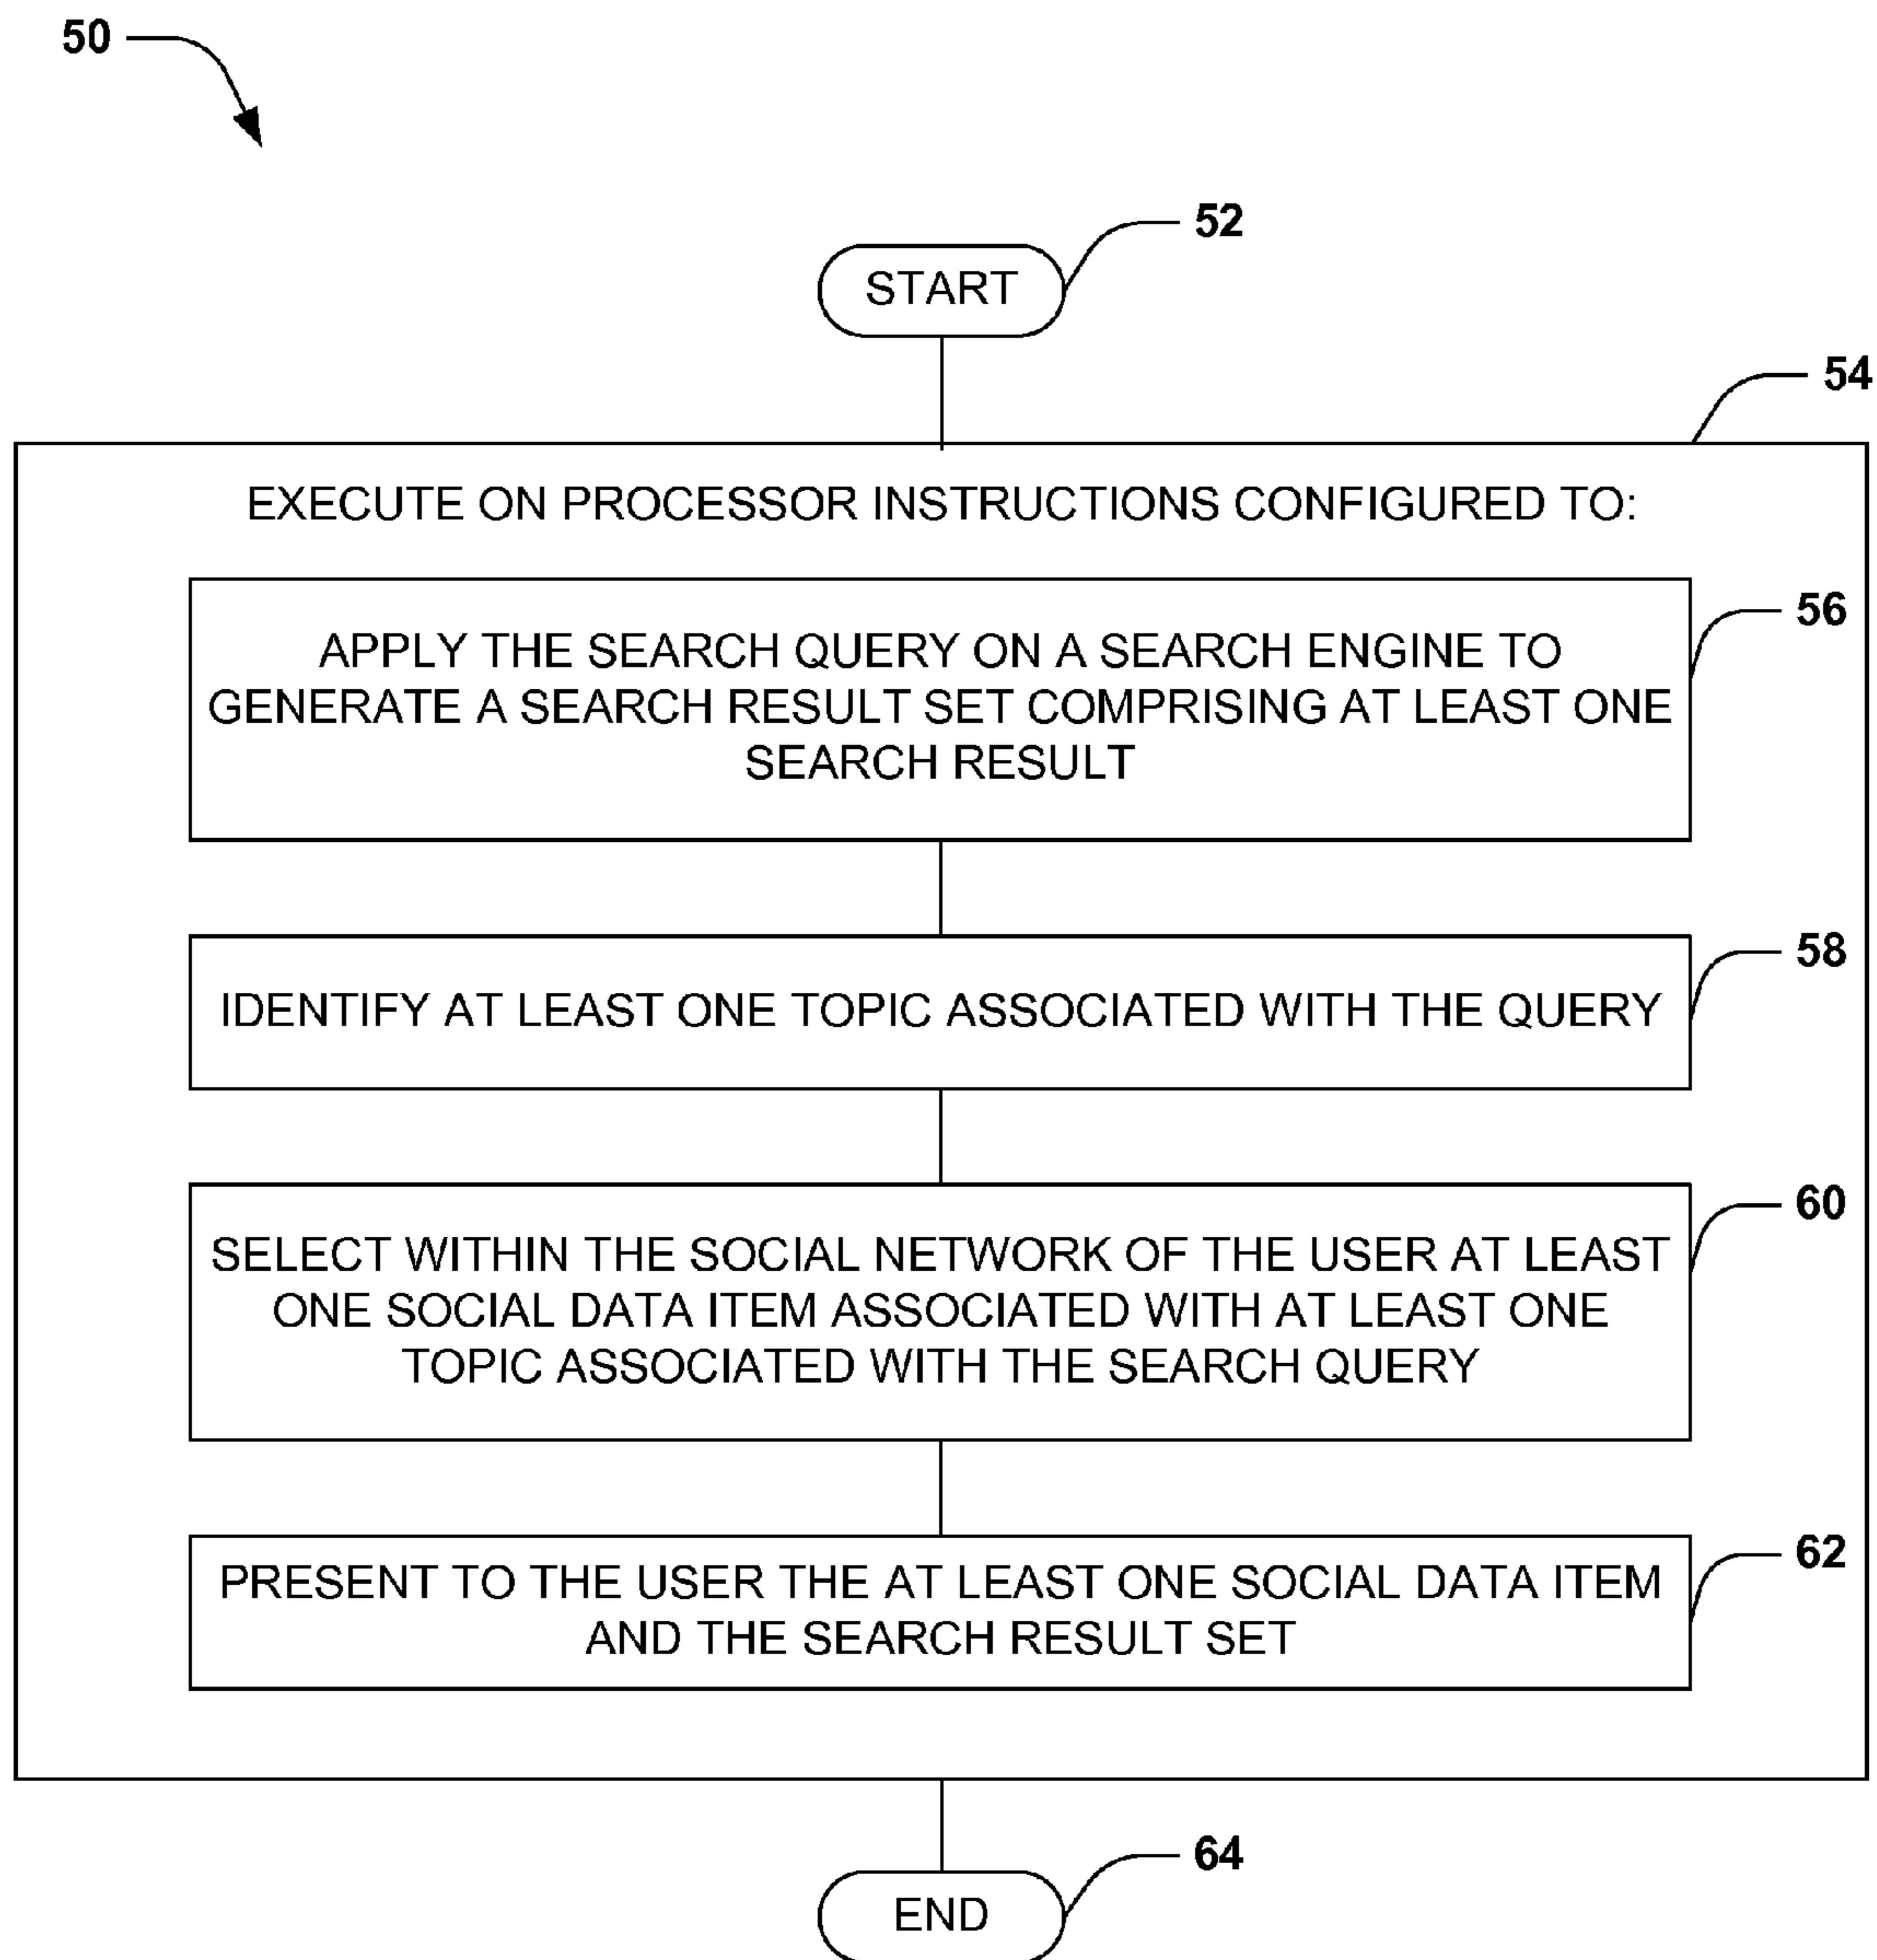 50
52
START
54
EXECUTE ON PROCESSOR INSTRUCTIONS CONFIGURED TO:
56
APPLY THE SEARCH QUERY ON A SEARCH ENGINE TO
GENERATE A SEARCH RESULT SET COMPRISING AT LEAST ONE
SEARCH RESULT
58
IDENTIFY AT LEAST ONE TOPIC ASSOCIATED WITH THE QUERY
60
SELECT WITHIN THE SOCIAL NETWORK OF THE USER AT LEAST
ONE SOCIAL DATA ITEM ASSOCIATED WITH AT LEAST ONE
TOPIC ASSOCIATED WITH THE SEARCH QUERY
62
PRESENT TO THE USER THE AT LEAST ONE SOCIAL DATA ITEM
AND THE SEARCH RESULT SET
64
END